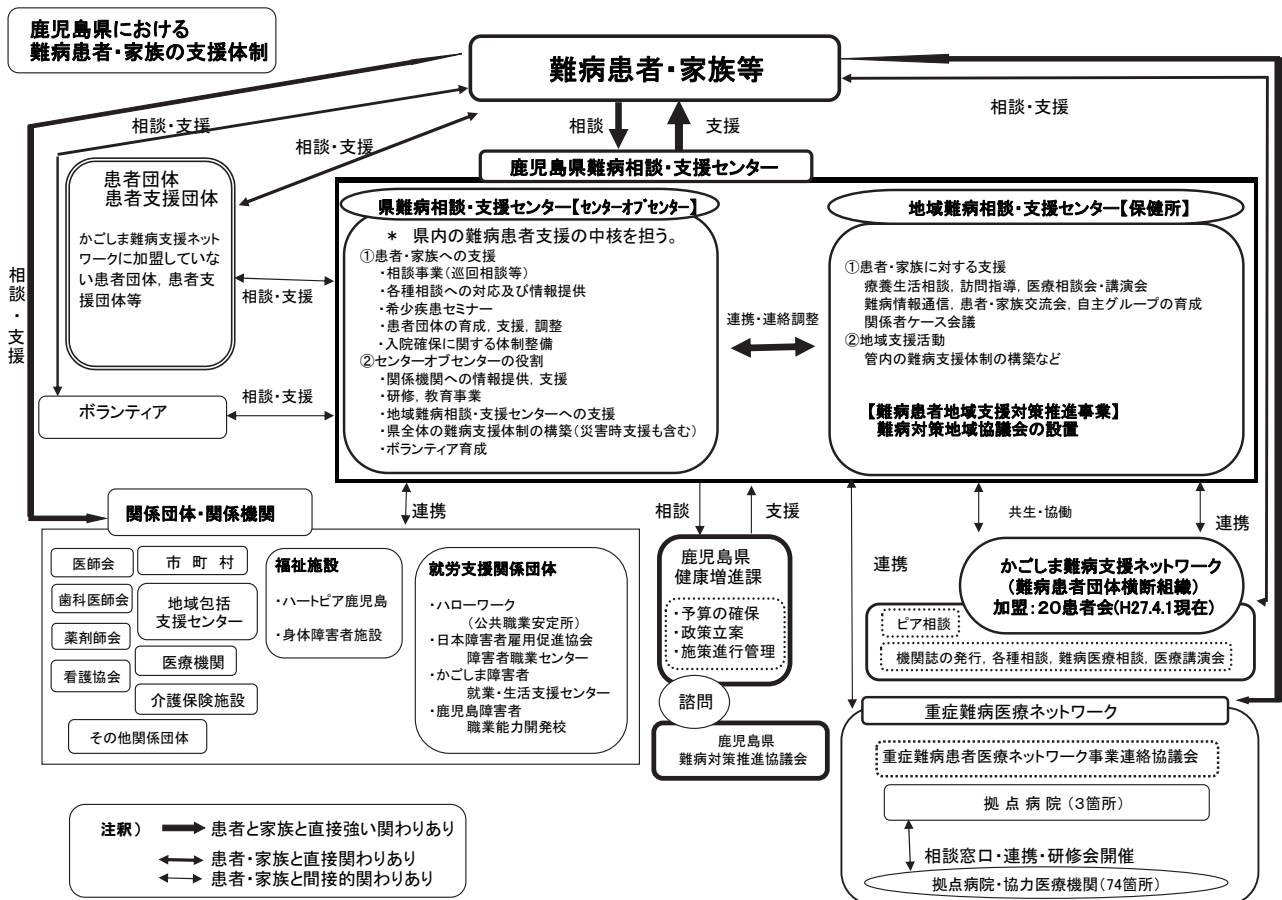 鹿児島県における
難病患者・家族の支援体制
難病患者・家族等
相談・支援
相談・支援
相談
支援
相談・支援
鹿児島県難病相談・支援センター
患者団体
患者支援団体
かごしま難病支援ネット
ワークに加盟してい
ない患者団体, 患者支
援団体等
相談・支援
相談・支援
ボランティア
相談・支援
県難病相談・支援センター【センターオブセンター】
* 県内の難病患者支援の中核を担う。
①患者・家族への支援
・相談事業(巡回相談等)
・各種相談への対応及び情報提供
・希少疾患セミナー
・患者団体の育成, 支援, 調整
・入院確保に関する体制整備
②センターオブセンターの役割
・関係機関への情報提供, 支援
・研修, 教育事業
・地域難病相談・支援センターへの支援
・県全体の難病支援体制の構築(災害時支援も含む)
・ボランティア育成
連携・連絡調整
地域難病相談・支援センター【保健所】
①患者・家族に対する支援
療養生活相談, 訪問指導, 医療相談会・講演会
難病情報通信, 患者・家族交流会, 自主グループの育成
関係者ケース会議
②地域支援活動
管内の難病支援体制の構築など
【難病患者地域支援対策推進事業】
難病対策地域協議会の設置
関係団体・関係機関
連携
医師会
市町村
歯科医師会
地域包括
支援センター
薬剤師会
医療機関
看護協会
介護保険施設
その他関係団体
福祉施設
・ハートピア鹿児島
・身体障害者施設
就労支援関係団体
・ハローワーク
(公共職業安定所)
・日本障害者雇用促進協会
障害者職業センター
・かごしま障害者
就業・生活支援センター
・鹿児島障害者
職業能力開発校
相談
支援
鹿児島県
健康増進課
・予算の確保
・政策立案
・施策進行管理
諮問
鹿児島県
難病対策推進協議会
連携
共生・協働
連携
かごしま難病支援ネットワーク
(難病患者団体横断組織)
加盟:20患者会(H27.4.1現在)
ピア相談
機関誌の発行, 各種相談, 難病医療相談, 医療講演会
重症難病医療ネットワーク
重症難病患者医療ネットワーク事業連絡協議会
拠点病院(3箇所)
相談窓口・連携・研修会開催
拠点病院・協力医療機関(74箇所)
注釈) 患者と家族と直接強い関わりあり
患者・家族と直接関わりあり
患者・家族と間接的関わりあり